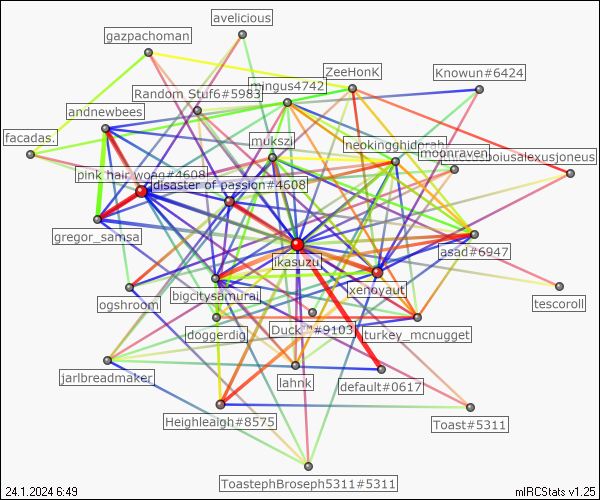 avelicious
gazpachoman
ZeeHonK
Knowun#6424
Random Stuf6#5983
mingus4742
andnewbees
facadas.
mukszi
neokingghidorah
moonraven
pink hair wong#4608
disaster of passion#4608
gregor_samsa
ikasuzu
asad#6947
xenoyaut
tescoroll
ogshroom
bigcitysamurai
doggerdig
Duck™#9103
turkey_mcnugget
jarlbreadmaker
lahnk
default#0617
Heighleaigh#8575
Toast#5311
ToastephBroseph5311#5311
24.1.2024 6:49
mIRCStats v1.25